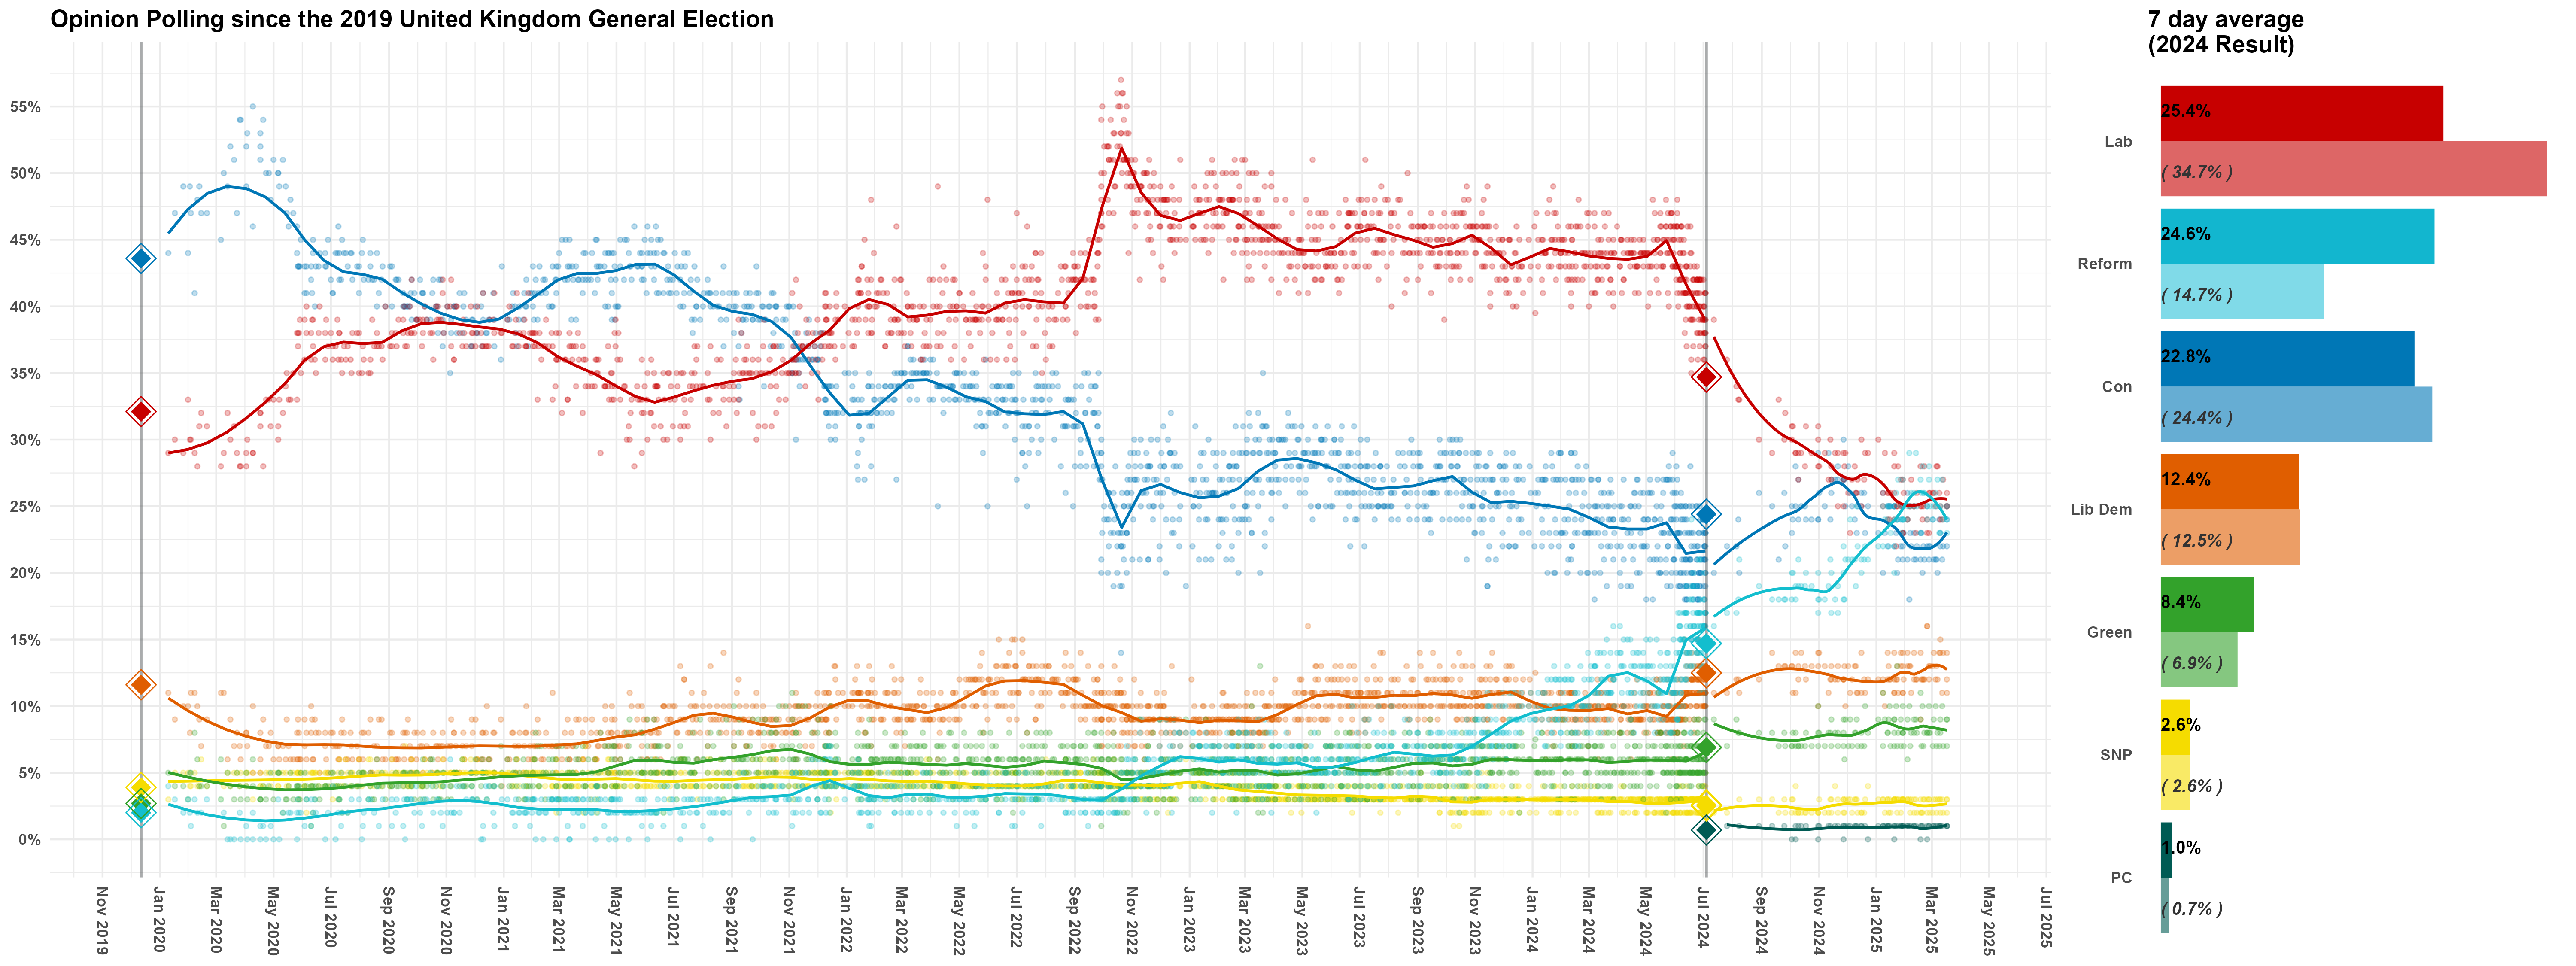 Opinion Polling since the 2019 United Kingdom General Election
55%
50%
45%
40%
35%
30%
25%
20%
15%
10%
5%
0%
Nov 2019
Jan 2020
Mar 2020
May 2020
Jul 2020
Sep 2020
Nov 2020
Jan 2021
Mar 2021
May 2021
Jul 2021
Sep 2021
Nov 2021
Jan 2022
Mar 2022
May 2022
Jul 2022
Sep 2022
Nov 2022
Jan 2023
Mar 2023
May 2023
Jul 2023
Sep 2023
Nov 2023
Jan 2024
Mar 2024
May 2024
Jul 2024
Sep 2024
Nov 2024
Jan 2025
Mar 2025
May 2025
Jul 2025
7 day average
(2024 Result)
Lab
25.4%
( 34.7% )
Reform
24.6%
( 14.7% )
Con
22.8%
( 24.4% )
Lib Dem
12.4%
( 12.5% )
Green
8.4%
( 6.9% )
SNP
2.6%
( 2.6% )
PC
1.0%
( 0.7% )